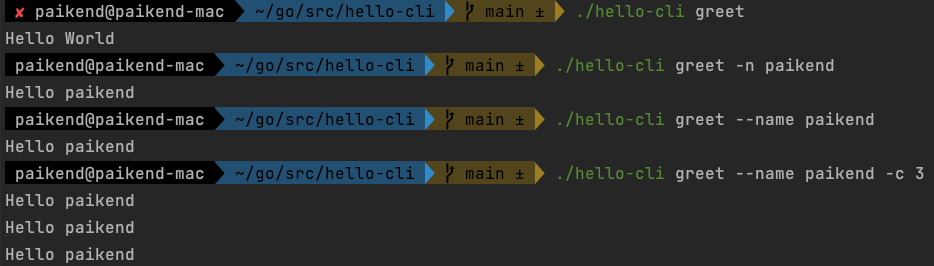 ✘ paikend@paikend-mac ~/go/src/hello-cli main ± ./hello-cli greet
Hello World
paikend@paikend-mac ~/go/src/hello-cli main ± ./hello-cli greet -n paikend
Hello paikend
paikend@paikend-mac ~/go/src/hello-cli main ± ./hello-cli greet --name paikend
Hello paikend
paikend@paikend-mac ~/go/src/hello-cli main ± ./hello-cli greet --name paikend -c 3
Hello paikend
Hello paikend
Hello paikend